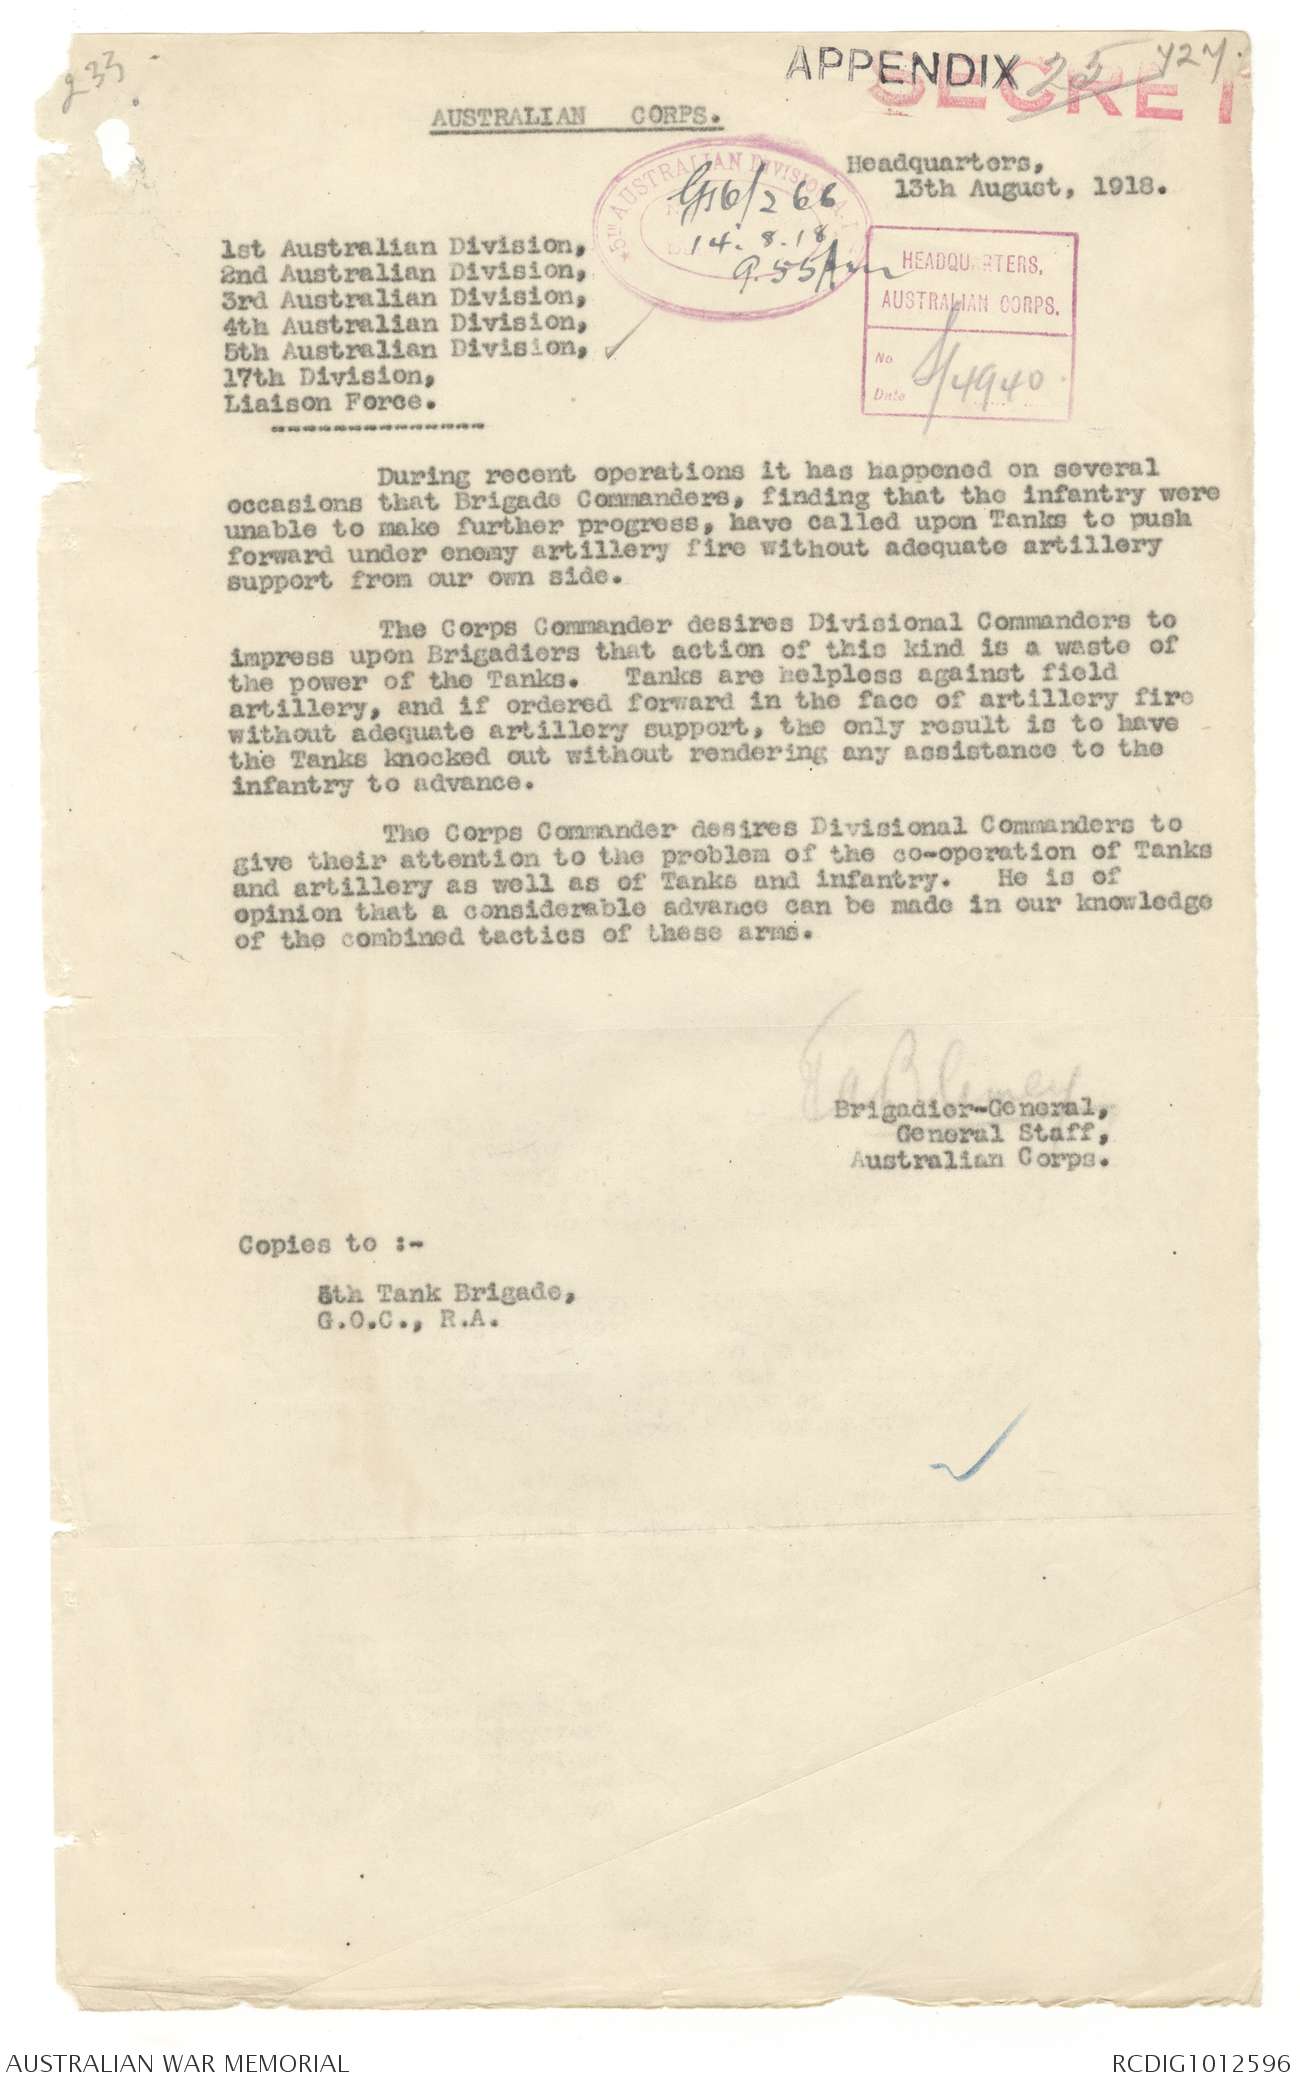 233
APPENDIX 25 424
SECRET
AUSTRALIAN CORPS.
Headquarters,
13th August, 1918.
5TH AUSTRALIAN DIVISION
G16/266
14.8.18
9.55 Am
HEADQUARTERS,
AUSTRALIAN CORPS.
No
Date
S/4940
1st Australian Division,
2nd Australian Division,
3rd Australian Division,
4th Australian Division,
5th Australian Division, ✓
17th Division,
Liaison Force.
During recent operations it has happened on several
occasions that Brigade Commanders, finding that the infantry were
unable to make further progress, have called upon Tanks to push
forward under enemy artillery fire without adequate artillery
support from our own side.
The Corps Commander desires Divisional Commanders to
impress upon Brigadiers that action of this kind is a waste of
the power of the Tanks. Tanks are helpless against field
artillery, and if ordered forward in the face of artillery fire
without adequate artillery support, the only result is to have
the Tanks knocked out without rendering any assistance to the
infantry to advance.
The Corps Commander desires Divisional Commanders to
give their attention to the problem of the co-operation of Tanks
and artillery as well as of Tanks and infantry. He is of
opinion that a considerable advance can be made in our knowledge
of the combined tactics of these arms.
T a Blamey
Brigadier-General,
General Staff,
Australian Corps.
Copies to :-
5th Tank Brigade,
G.O.C., R.A.
✓
AUSTRALIAN WAR MEMORIAL
RCDIG1012596